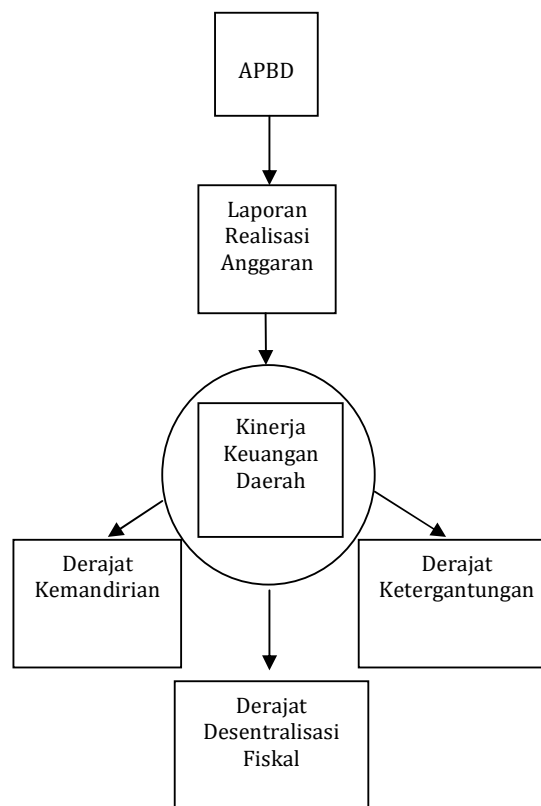 APBD
Laporan
Realisasi
Anggaran
Kinerja
Keuangan
Daerah
Derajat
Kemandirian
Derajat
Ketergantungan
Derajat
Desentralisasi
Fiskal